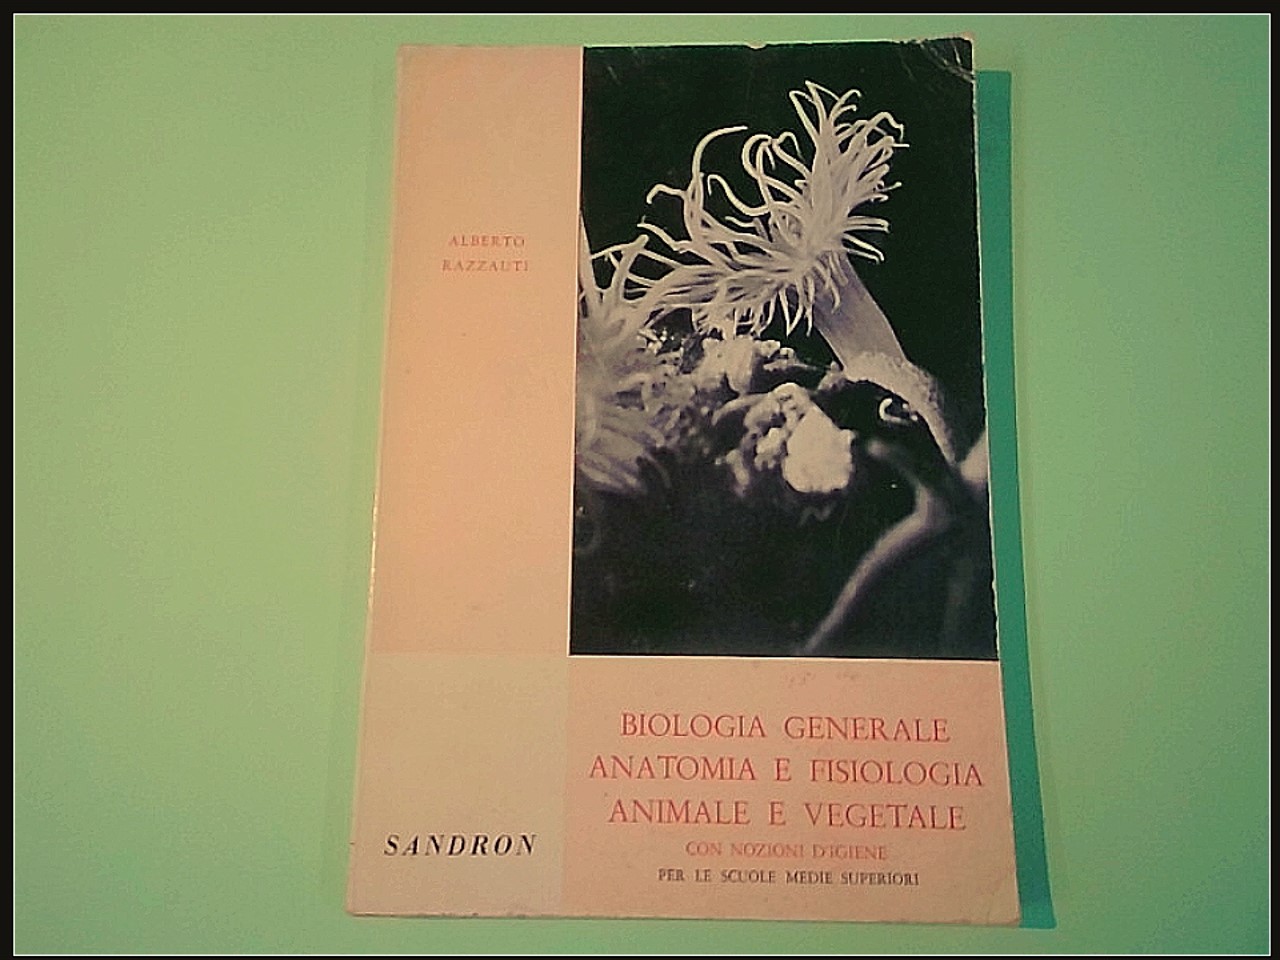 ALBERTO
RAZZAUTI
BIOLOGIA GENERALE
ANATOMIA E FISIOLOGIA
ANIMALE E VEGETALE
CON NOZIONI D'IGIENE
PER LE SCUOLE MEDIE SUPERIORI
SANDRON